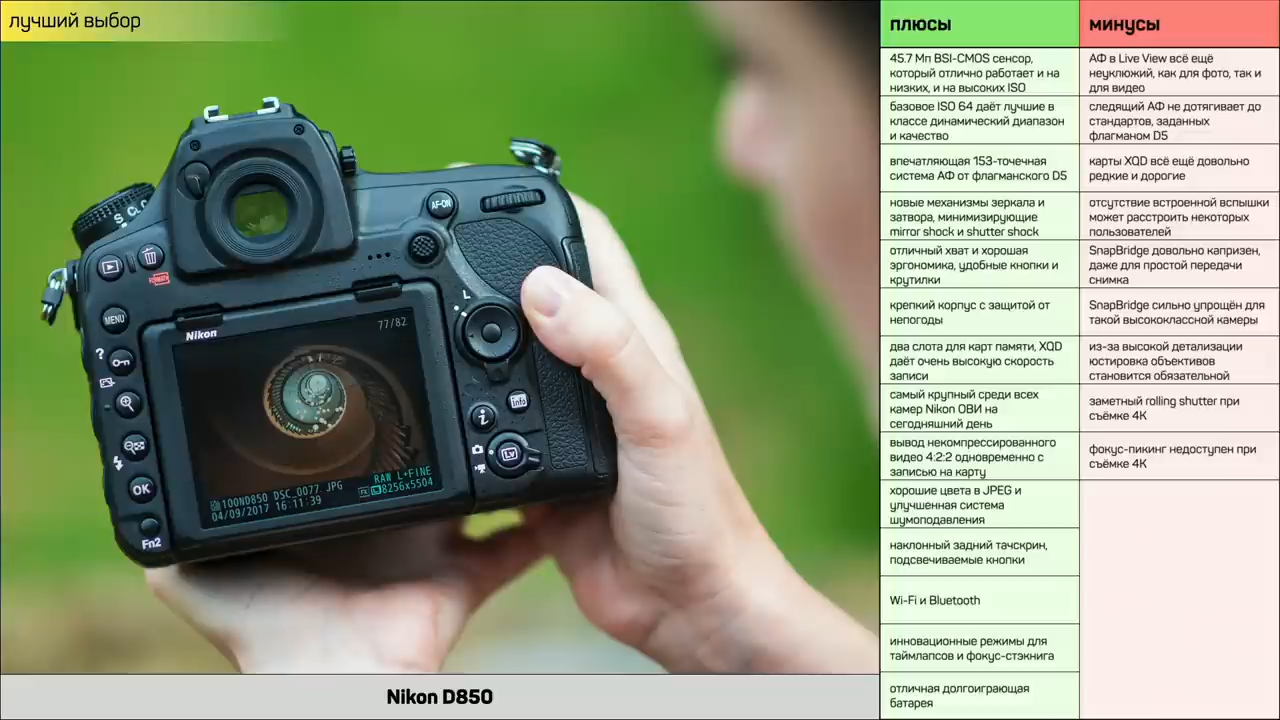 лучший выбор
ПЛЮСЫ
МИНУСЫ
45.7 Мп BSI-CMOS сенсор,
который отлично работает и на
низких, и на высоких ISO
АФ в Live View всё ещё
неуклюжий, как для фото, так и
для видео
базовое ISO 64 даёт лучшие в
классе динамический диапазон
и качество
следящий АФ не дотягивает до
стандартов, заданных
флагманом D5
впечатляющая 153-точечная
система АФ от флагманского D5
карты XQD всё ещё довольно
редкие и дорогие
новые механизмы зеркала и
затвора, минимизирующие
mirror shock и shutter shock
отсутствие встроенной вспышки
может расстроить некоторых
пользователей
отличный хват и хорошая
эргономика, удобные кнопки и
крутилки
SnapBridge довольно капризен,
даже для простой передачи
снимка
крепкий корпус с защитой от
непогоды
SnapBridge сильно упрощён для
такой высококлассной камеры
два слота для карт памяти, XQD
даёт очень высокую скорость
записи
из-за высокой детализации
юстировка объективов
становится обязательной
самый крупный среди всех
камер Nikon ОВИ на
сегодняшний день
заметный rolling shutter при
съёмке 4K
вывод некомпрессированного
видео 4:2:2 одновременно с
записью на карту
фокус-пикинг недоступен при
съёмке 4K
хорошие цвета в JPEG и
улучшенная система
шумоподавления
наклонный задний тачскрин,
подсвечиваемые кнопки
Wi-Fi и Bluetooth
инновационные режимы для
таймлапсов и фокус-стэкнига
отличная долгоиграющая
батарея
S CL
AF-ON
FORMAT
MENU
Nikon
77/82
L
?
info
i
Lv
OK
Fn2
RAW L+FINE
100ND850 DSC_0077.JPG
FX L 8256x5504
04/09/2017 16:11:39
Nikon D850